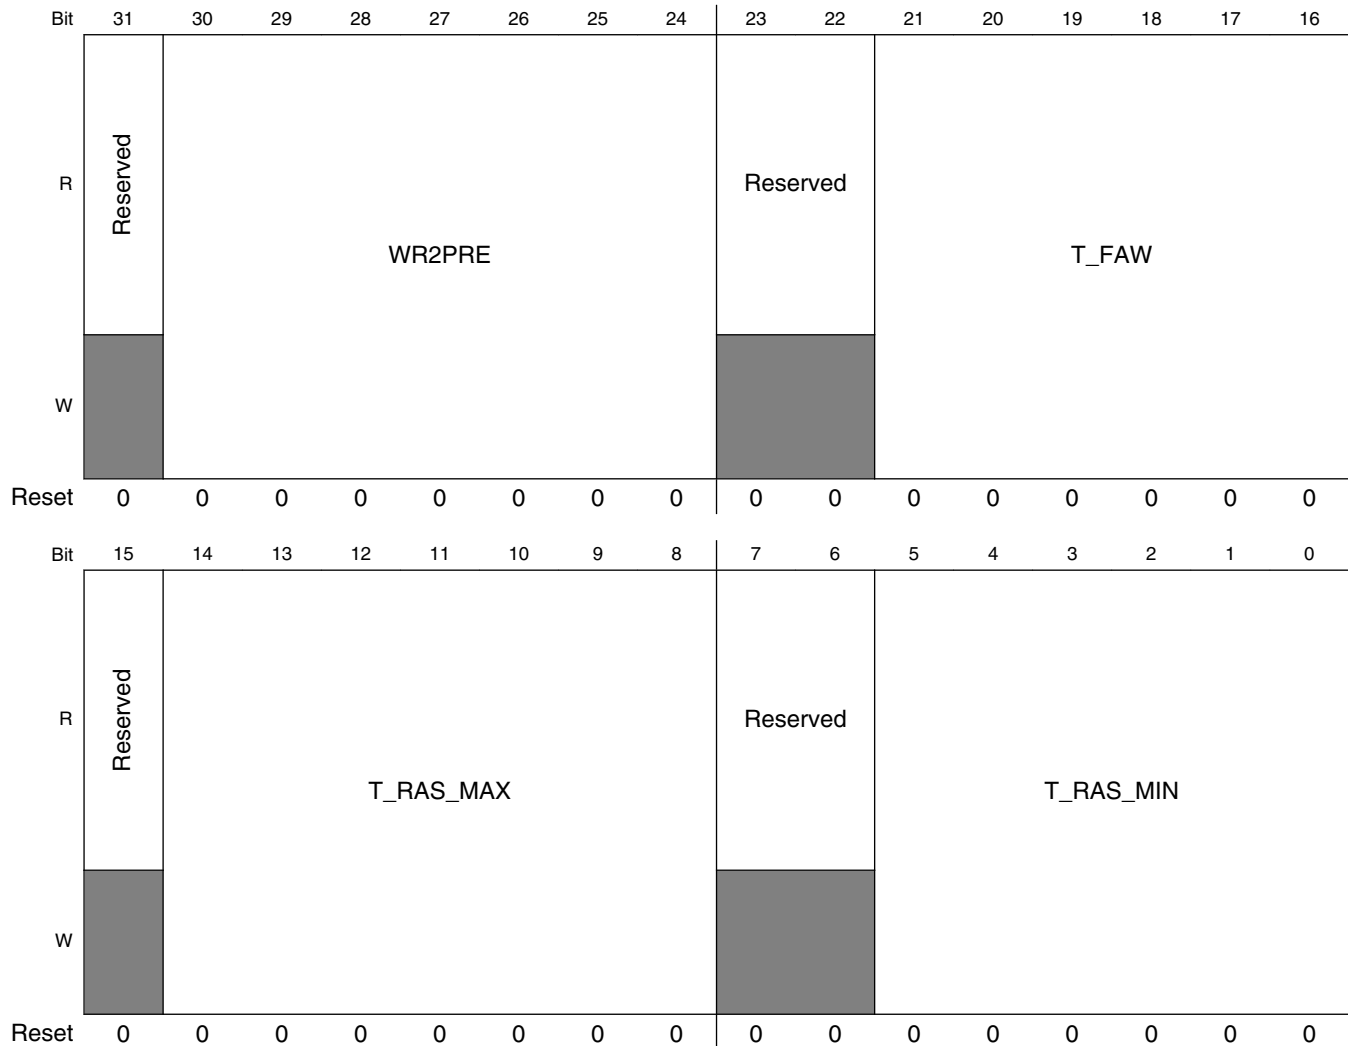 Bit 31 30 29 28 27 26 25 24 23 22 21 20 19 18 17 16
R Reserved Reserved
WR2PRE T_FAW
W
Reset 0 0 0 0 0 0 0 0 0 0 0 0 0 0 0 0
Bit 15 14 13 12 11 10 9 8 7 6 5 4 3 2 1 0
R Reserved Reserved
T_RAS_MAX T_RAS_MIN
W
Reset 0 0 0 0 0 0 0 0 0 0 0 0 0 0 0 0